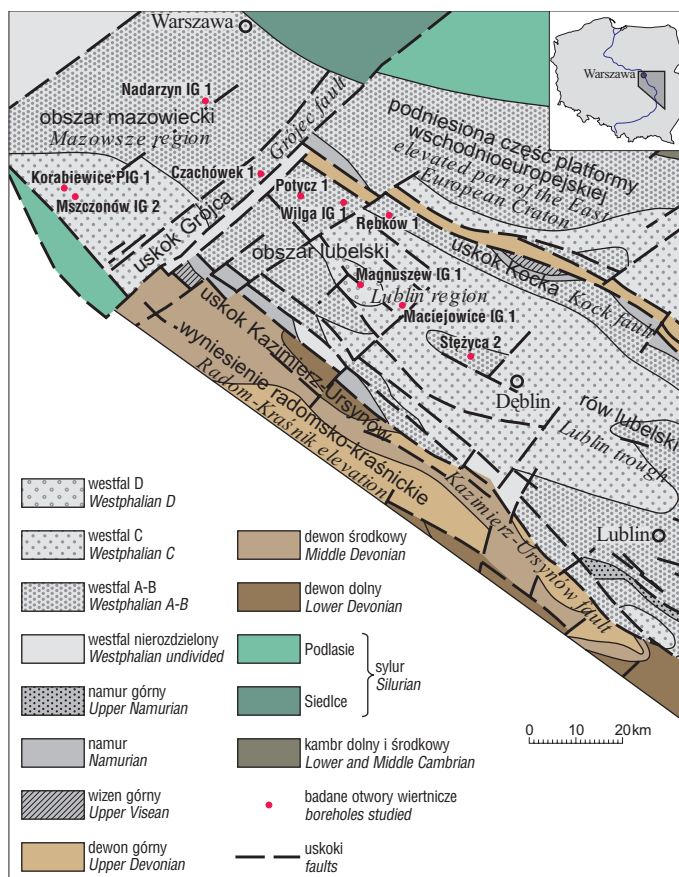 Warszawa
Warszawa
Nadarzyn IG 1
obszar mazowiecki
Mazowsze region
Grójec fault
uskok Grójca
podniesiona część platformy
wschodnioeuropejskiej
elevated part of the East
European Craton
Korabiewice PIG 1
Mszczonów IG 2
Czachówek 1
Potycz 1
Wilga IG 1
Rębków 1
uskok Kocka
Kock fault
obszar lubelski
Lublin region
Magnuszew IG 1
Maciejowice IG 1
Stężyca 2
Dęblin
rów lubelski
Lublin trough
Lublin
uskok Kazimierz-Ursynów
Kazimierz-Ursynów fault
wyniesienie radomsko-kraśnickie
Radom-Kraśnik elevation
westfal D
Westphalian D
westfal C
Westphalian C
westfal A-B
Westphalian A-B
westfal nierozdzielony
Westphalian undivided
namur górny
Upper Namurian
namur
Namurian
wizen górny
Upper Visean
dewon górny
Upper Devonian
dewon środkowy
Middle Devonian
dewon dolny
Lower Devonian
Podlasie
Siedlce
sylur
Silurian
kambr dolny i środkowy
Lower and Middle Cambrian
badane otwory wiertnicze
boreholes studied
uskoki
faults
0 10 20 km